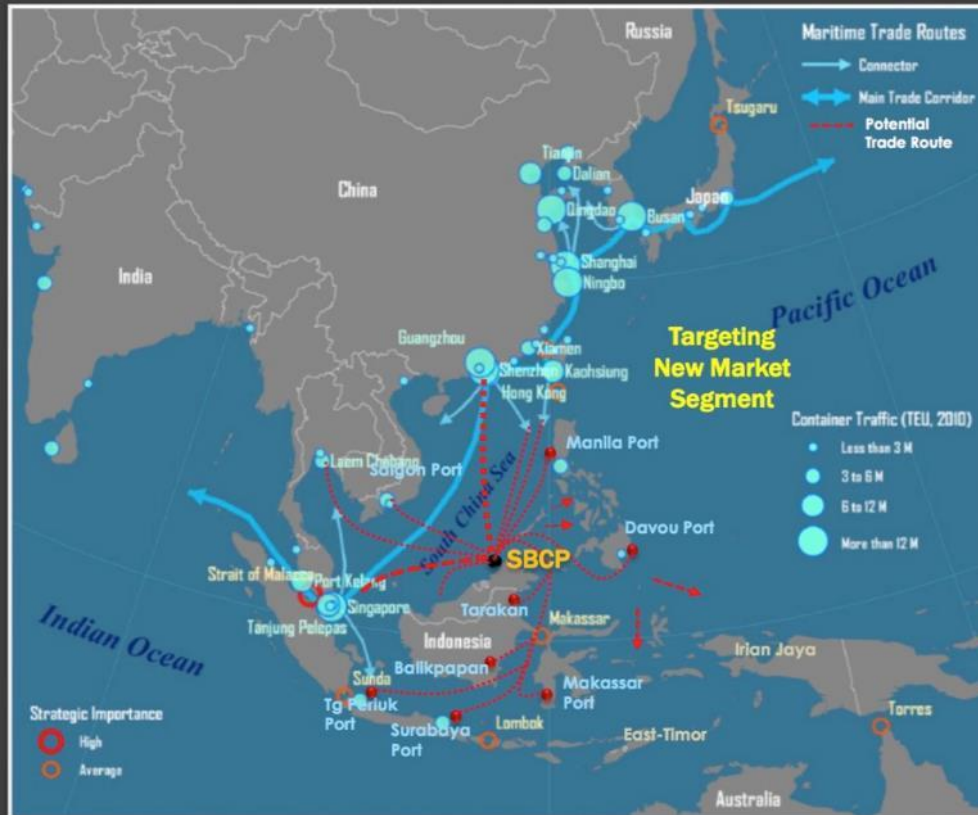 Russia
Maritime Trade Routes
Connector
Main Trade Corridor
Potential
Trade Route
Tsugaru
Tianjin
Dalian
China
Japan
Qingdao
Busan
Shanghai
Ningbo
India
Pacific Ocean
Guangzhou
Xiamen
Shenzhen
Kaohsiung
Hong Kong
Targeting
New Market
Segment
Container Traffic (TEU, 2010)
Less than 3 M
3 to 6 M
6 to 12 M
More than 12 M
Manila Port
Laem Chabang
Saigon Port
South China Sea
Davou Port
SBCP
Strait of Malacca
Port Kelang
Singapore
Tanjung Pelepas
Tarakan
Makassar
Indian Ocean
Indonesia
Irian Jaya
Balikpapan
Sunda
Makassar
Port
Tg Periuk
Port
Torres
Strategic Importance
High
Average
Surabaya
Port
Lombok
East-Timor
Australia